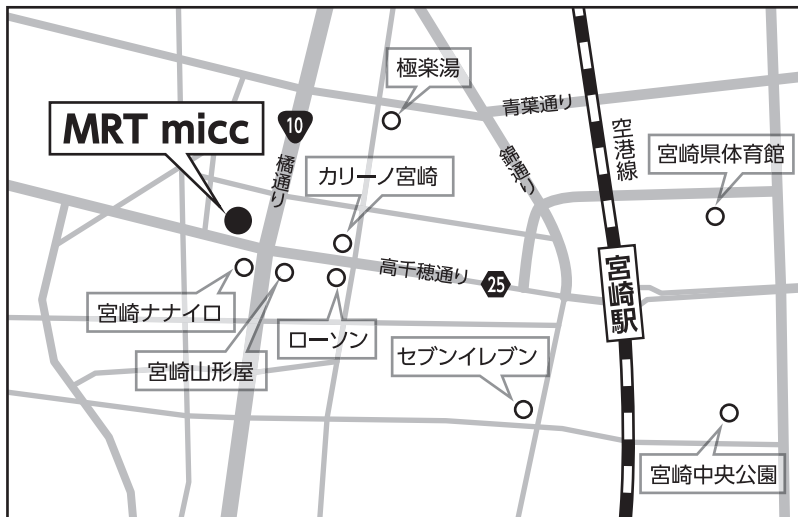 極楽湯
青葉通り
MRT micc
10
橘通り
カリーノ宮崎
錦通り
空港線
宮崎県体育館
高千穂通り
25
宮崎駅
宮崎ナナイロ
ローソン
宮崎山形屋
セブンイレブン
宮崎中央公園